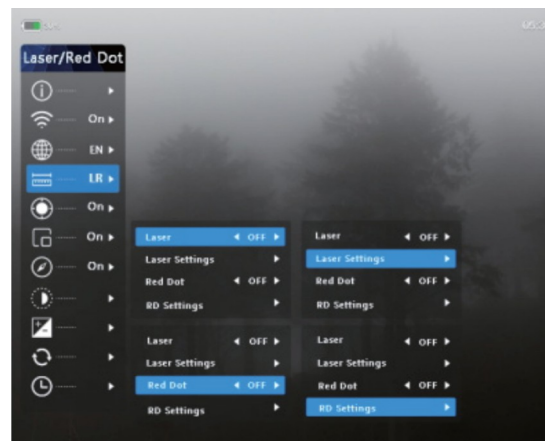 Laser/Red Dot
On
EN
LR
On
On
On
Laser OFF
Laser Settings
Red Dot OFF
RD Settings
Laser OFF
Laser Settings
Red Dot OFF
RD Settings
Laser OFF
Laser Settings
Red Dot OFF
RD Settings
Laser OFF
Laser Settings
Red Dot OFF
RD Settings